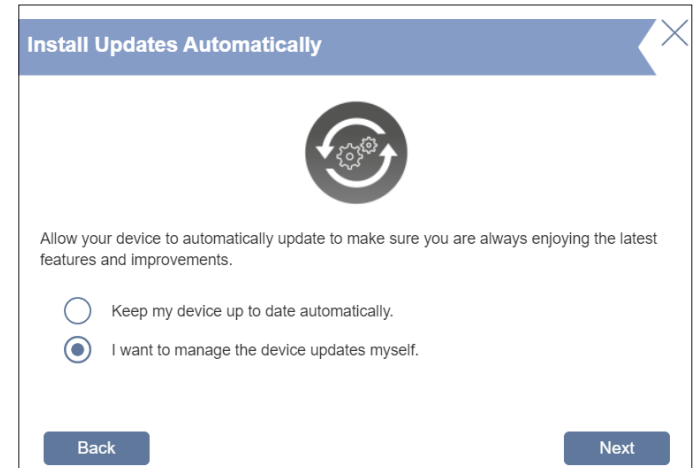 Install Updates Automatically
Allow your device to automatically update to make sure you are always enjoying the latest
features and improvements.
Keep my device up to date automatically.
I want to manage the device updates myself.
Back
Next